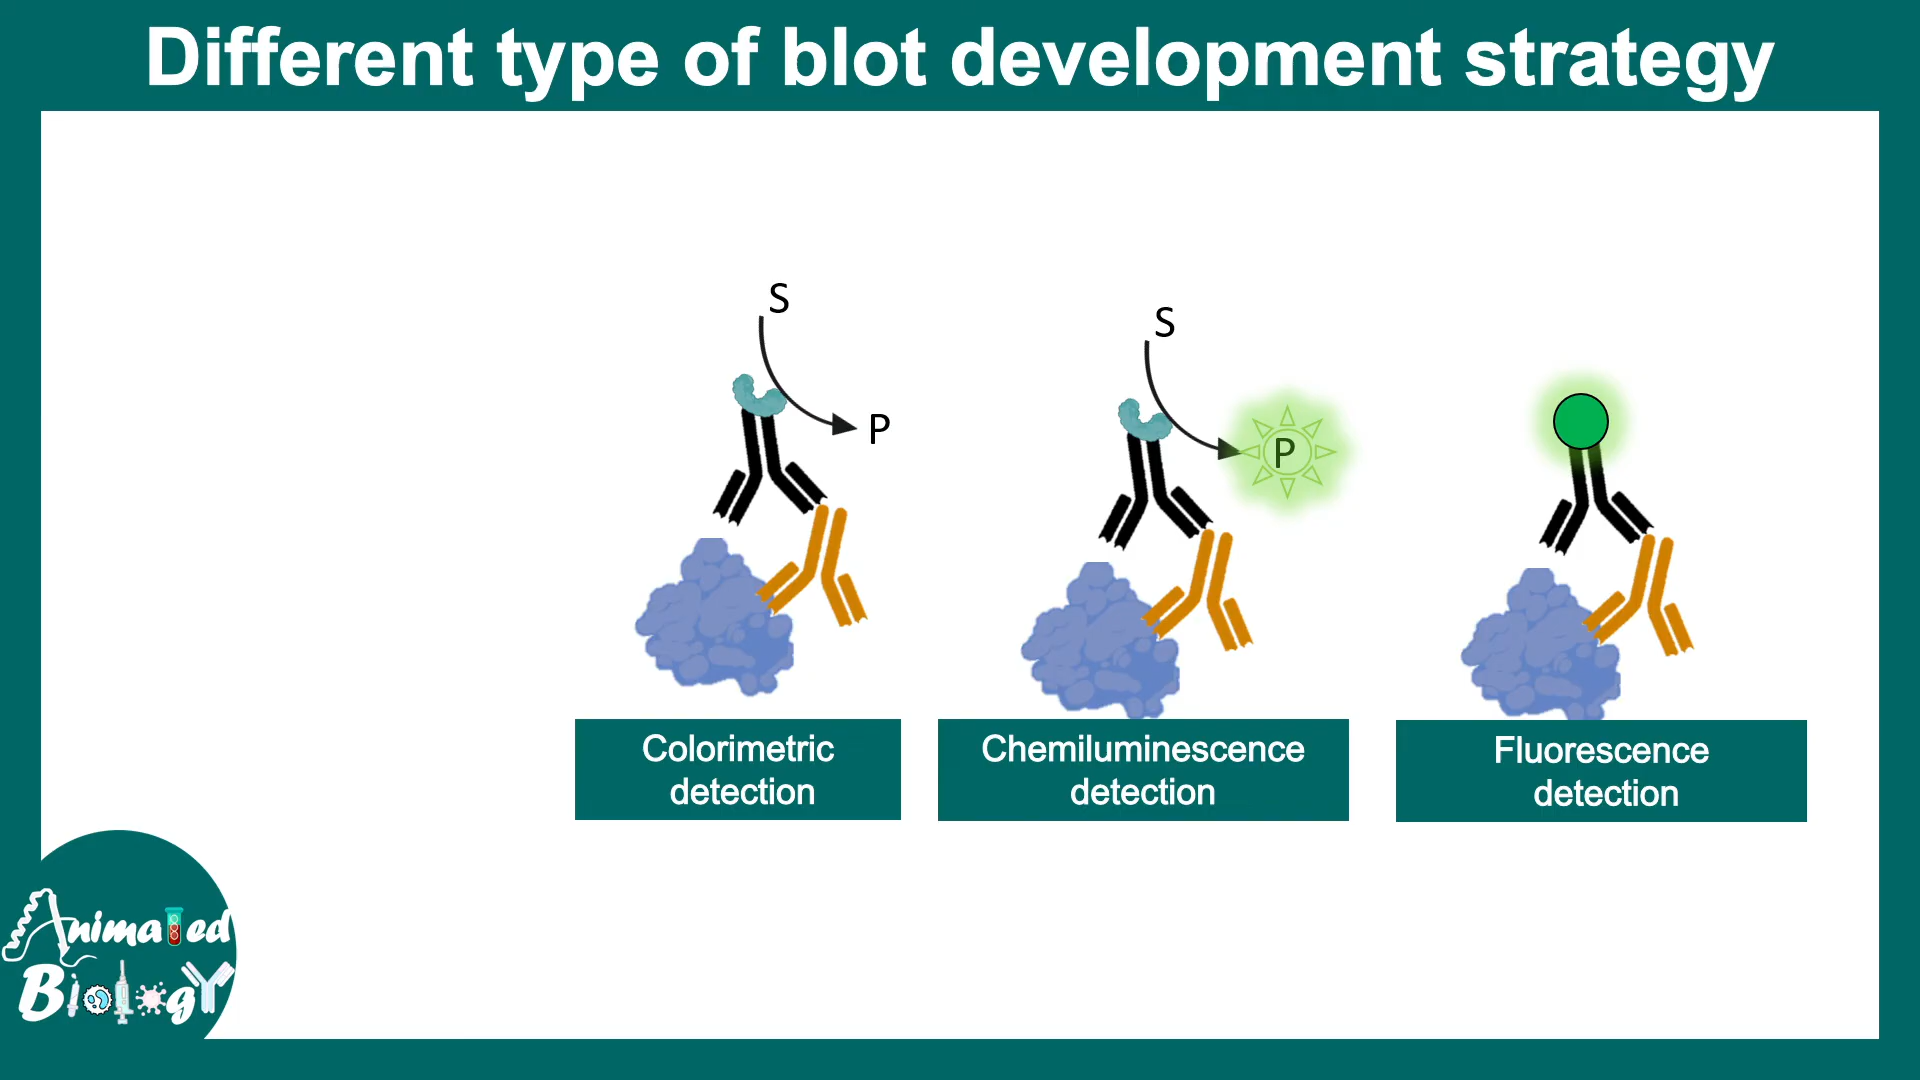 Different type of blot development strategy
S
P
S
P
Colorimetric
detection
Chemiluminescence
detection
Fluorescence
detection
Animated
Biology